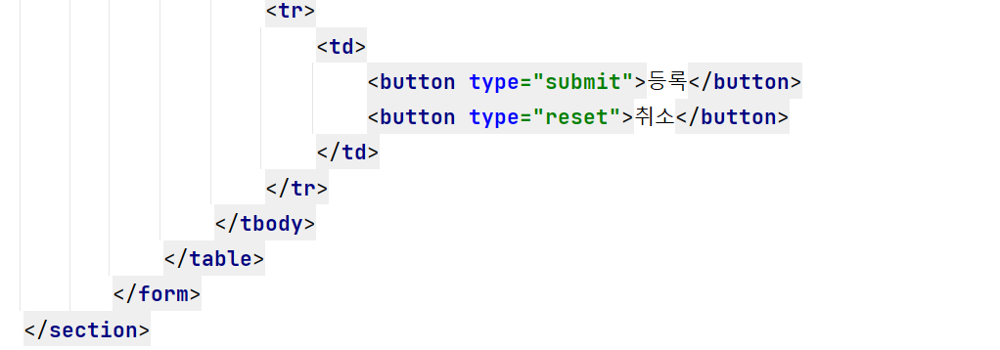 <tr>
<td>
<button type="submit">등록</button>
<button type="reset">취소</button>
</td>
</tr>
</tbody>
</table>
</form>
</section>